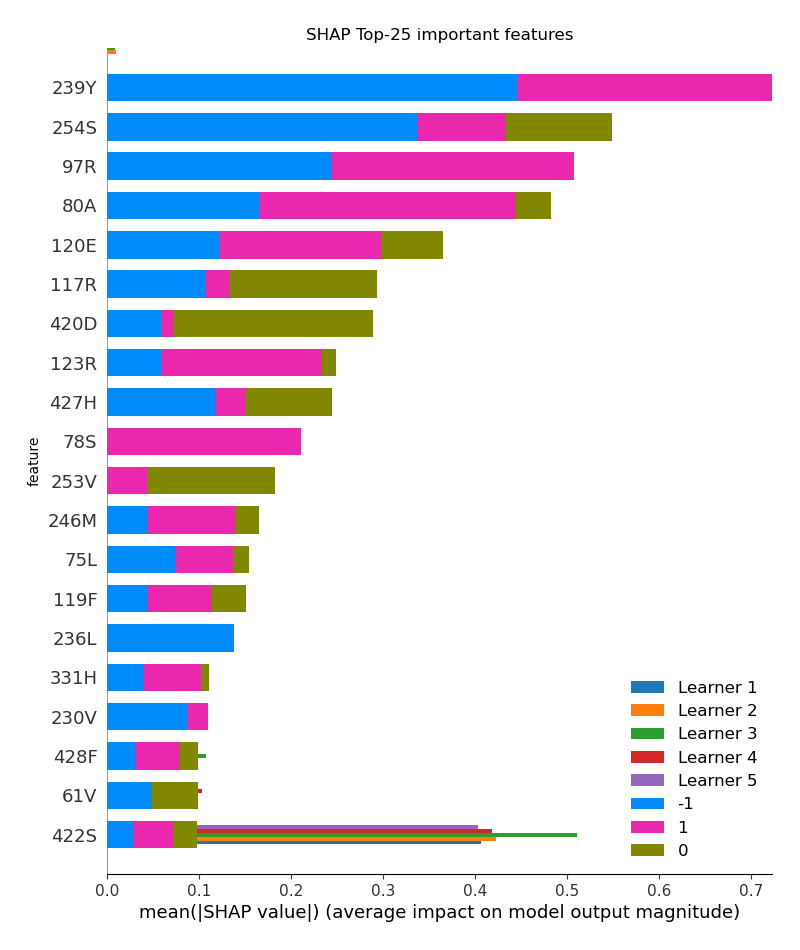 SHAP Top-25 important features
239Y
254S
97R
80A
120E
117R
420D
123R
427H
78S
253V
246M
75L
119F
236L
331H
230V
428F
61V
422S
feature
Learner 1
Learner 2
Learner 3
Learner 4
Learner 5
-1
1
0
0.0 0.1 0.2 0.3 0.4 0.5 0.6 0.7
mean(|SHAP value|) (average impact on model output magnitude)